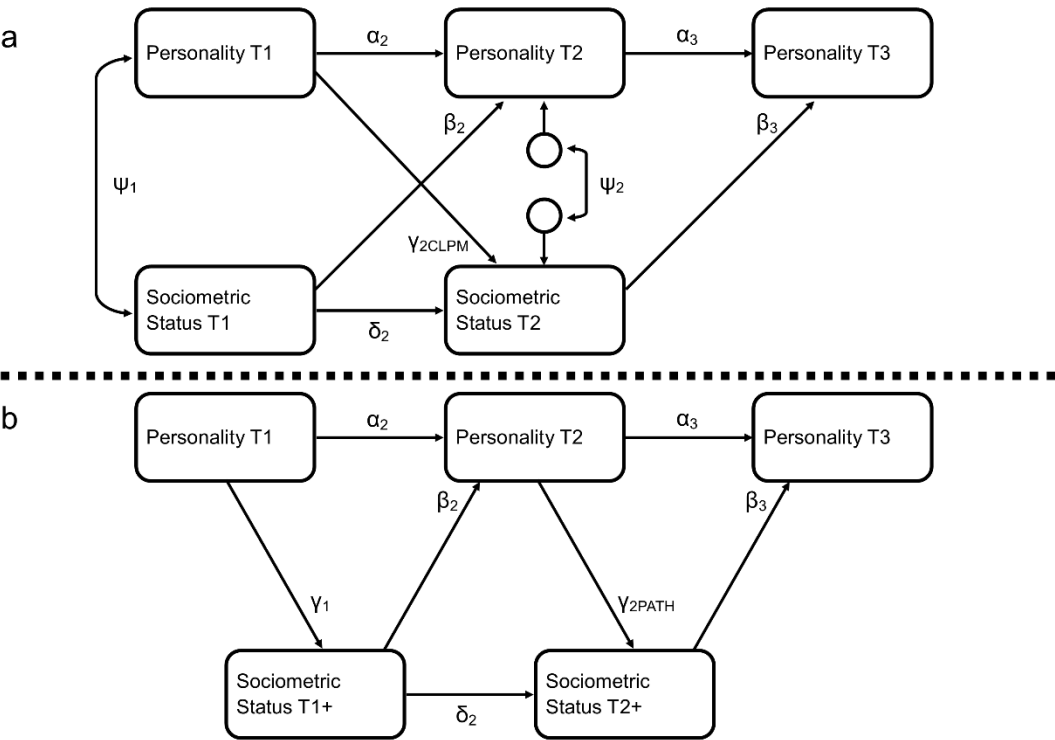 a
Personality T1
α2
Personality T2
α3
Personality T3
β2
β3
ψ1
ψ2
γ2CLPM
Sociometric
Status T1
δ2
Sociometric
Status T2
b
Personality T1
α2
Personality T2
α3
Personality T3
β2
β3
γ1
γ2PATH
Sociometric
Status T1+
δ2
Sociometric
Status T2+